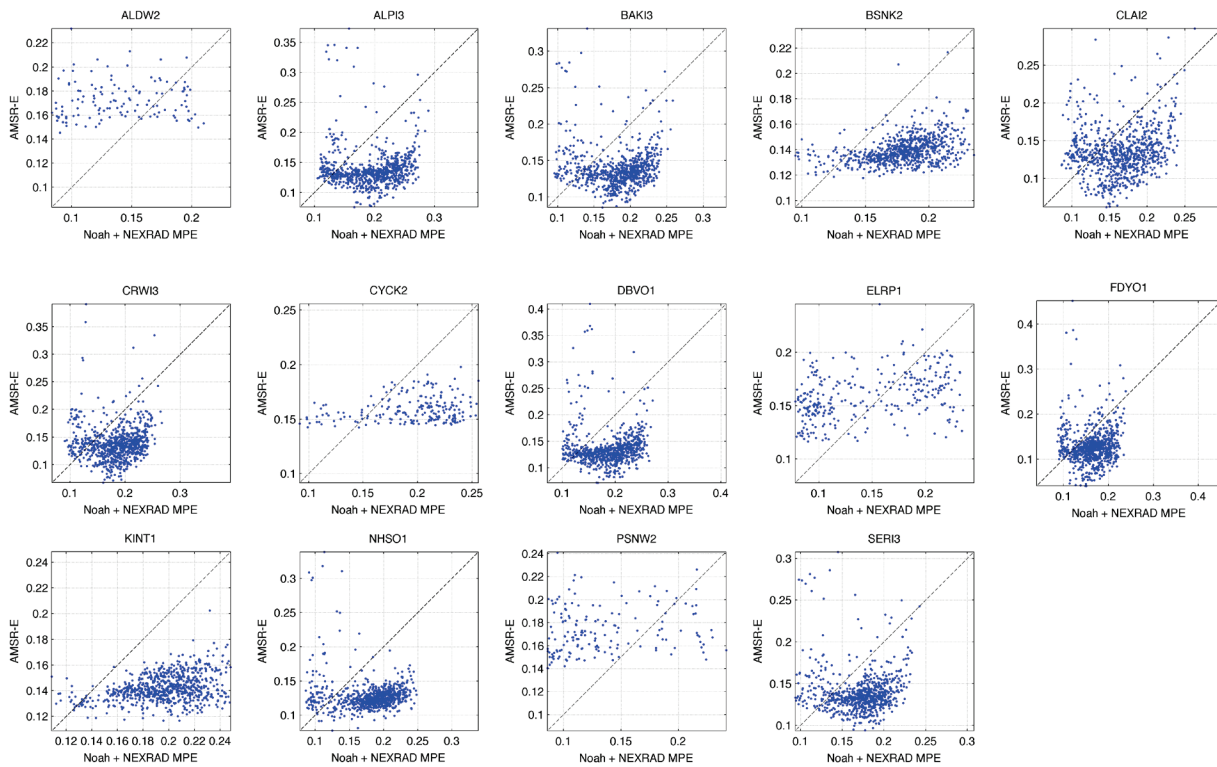 ALDW2
0.22
0.2
0.18
0.16
0.14
0.12
0.1
AMSR-E
0.1 0.15 0.2
Noah + NEXRAD MPE
ALPI3
0.35
0.3
0.25
0.2
0.15
0.1
AMSR-E
0.1 0.2 0.3
Noah + NEXRAD MPE
BAKI3
0.3
0.25
0.2
0.15
0.1
AMSR-E
0.1 0.15 0.2 0.25 0.3
Noah + NEXRAD MPE
BSNK2
0.22
0.2
0.18
0.16
0.14
0.12
0.1
AMSR-E
0.1 0.15 0.2
Noah + NEXRAD MPE
CLAI2
0.25
0.2
0.15
0.1
AMSR-E
0.1 0.15 0.2 0.25
Noah + NEXRAD MPE
CRWI3
0.35
0.3
0.25
0.2
0.15
0.1
AMSR-E
0.1 0.2 0.3
Noah + NEXRAD MPE
CYCK2
0.25
0.2
0.15
0.1
AMSR-E
0.1 0.15 0.2 0.25
Noah + NEXRAD MPE
DBVO1
0.4
0.35
0.3
0.25
0.2
0.15
0.1
AMSR-E
0.1 0.2 0.3 0.4
Noah + NEXRAD MPE
ELRP1
0.2
0.15
0.1
AMSR-E
0.1 0.15 0.2
Noah + NEXRAD MPE
FDYO1
0.4
0.3
0.2
0.1
AMSR-E
0.1 0.2 0.3 0.4
Noah + NEXRAD MPE
KINT1
0.24
0.22
0.2
0.18
0.16
0.14
0.12
AMSR-E
0.12 0.14 0.16 0.18 0.2 0.22 0.24
Noah + NEXRAD MPE
NHSO1
0.3
0.25
0.2
0.15
0.1
AMSR-E
0.1 0.15 0.2 0.25 0.3
Noah + NEXRAD MPE
PSNW2
0.24
0.22
0.2
0.18
0.16
0.14
0.12
0.1
AMSR-E
0.1 0.15 0.2
Noah + NEXRAD MPE
SERI3
0.3
0.25
0.2
0.15
0.1
AMSR-E
0.1 0.15 0.2 0.25 0.3
Noah + NEXRAD MPE